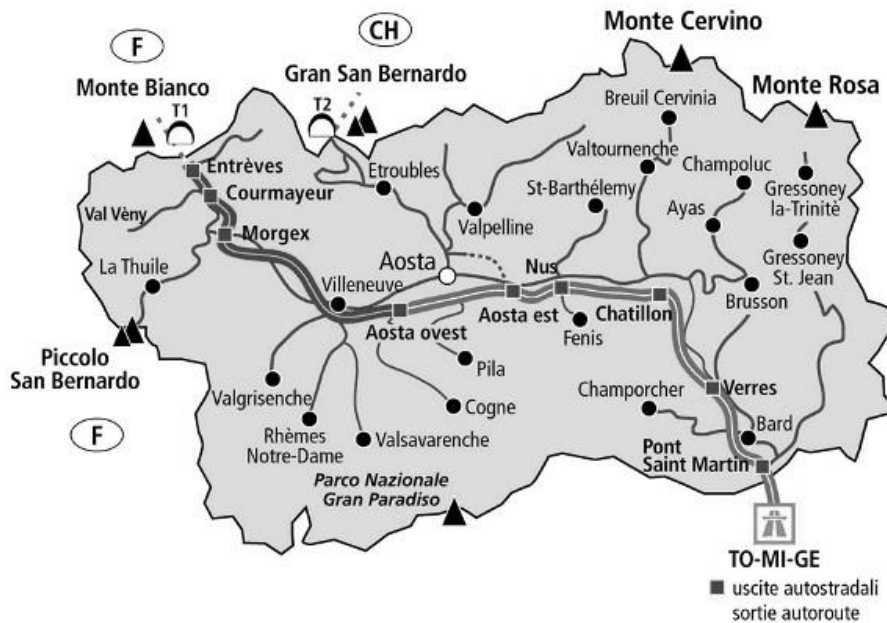 F
CH
Monte Cervino
Monte Bianco
Gran San Bernardo
Monte Rosa
T1
T2
Breuil Cervinia
Entrèves
Etroubles
Valtournenche
Champoluc
Courmayeur
St-Barthélemy
Gressoney
la-Trinitè
Val Vèny
Valpelline
Ayas
Morgex
La Thuile
Aosta
Nus
Gressoney
St. Jean
Villeneuve
Brusson
Aosta ovest
Aosta est
Fenis
Chatillon
Piccolo
San Bernardo
Pila
Valgrisenche
Champorcher
Verres
Cogne
F
Rhèmes
Notre-Dame
Valsavarenche
Bard
Pont
Saint Martin
Parco Nazionale
Gran Paradiso
TO-MI-GE
uscite autostradali
sortie autoroute